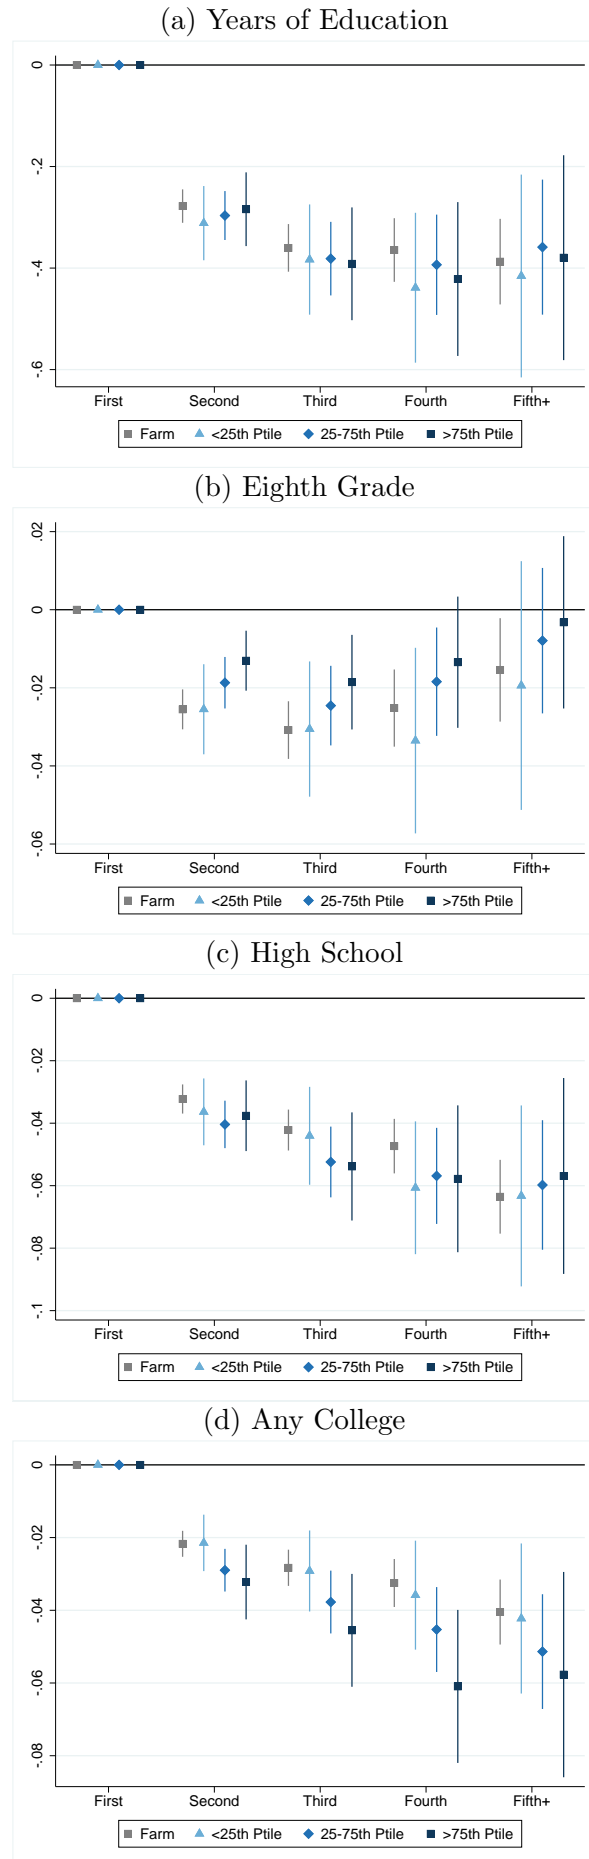 (a) Years of Education
0
-.2
-.4
-.6
First Second Third Fourth Fifth+
Farm <25th Ptile 25-75th Ptile >75th Ptile
(b) Eighth Grade
.02
0
-.02
-.04
-.06
First Second Third Fourth Fifth+
Farm <25th Ptile 25-75th Ptile >75th Ptile
(c) High School
0
-.02
-.04
-.06
-.08
-.1
First Second Third Fourth Fifth+
Farm <25th Ptile 25-75th Ptile >75th Ptile
(d) Any College
0
-.02
-.04
-.06
-.08
First Second Third Fourth Fifth+
Farm <25th Ptile 25-75th Ptile >75th Ptile